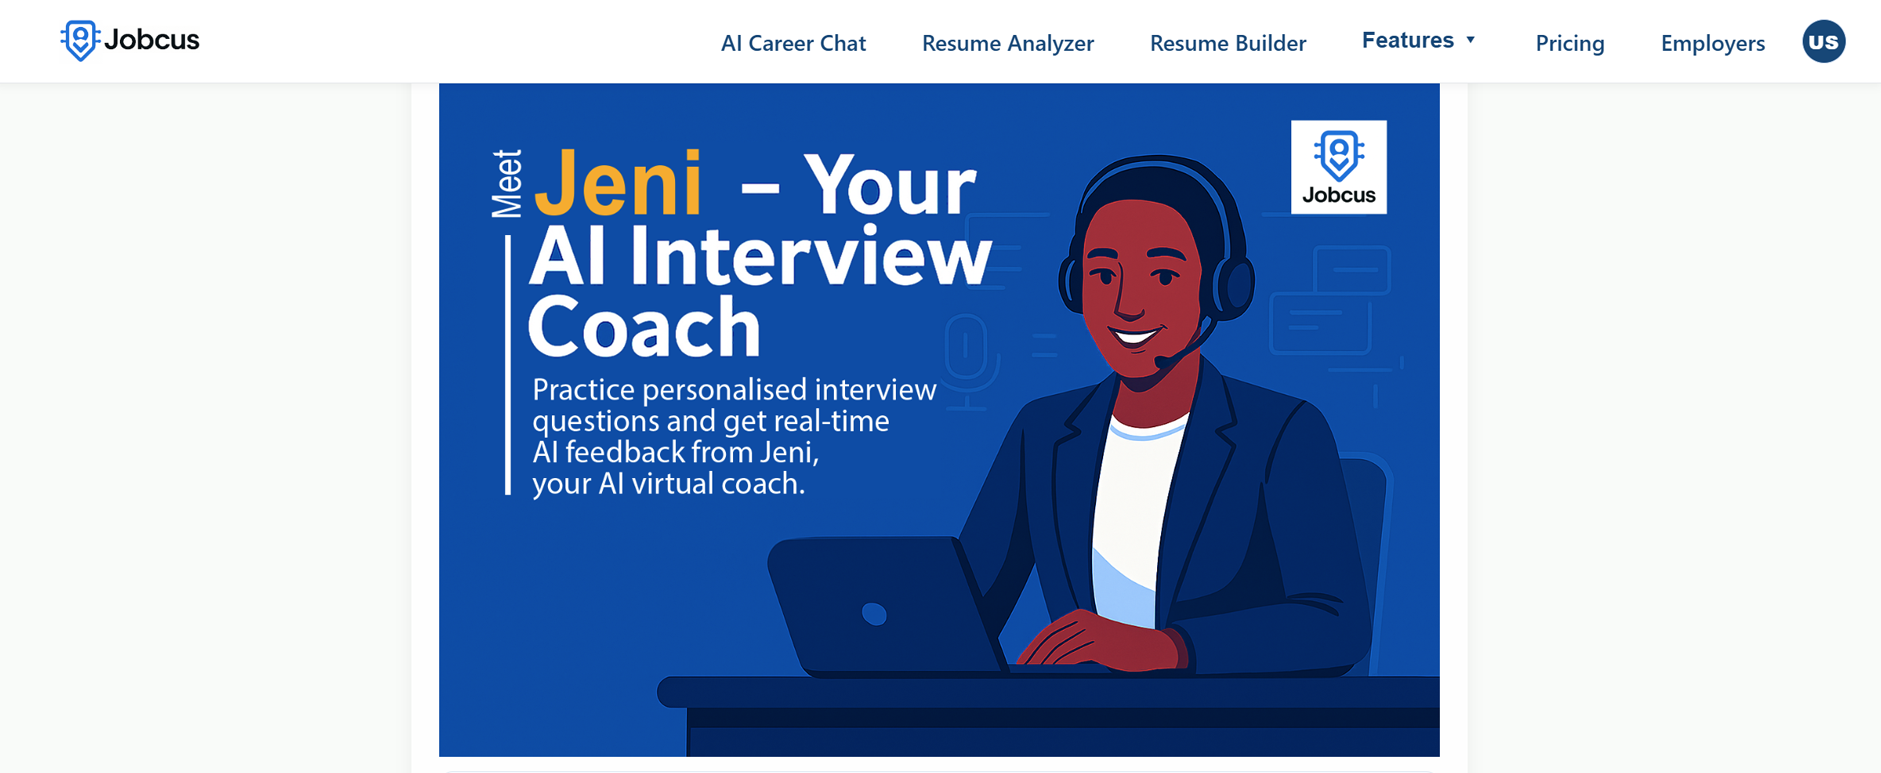 Jobcus
AI Career Chat
Resume Analyzer
Resume Builder
Features ▼
Pricing
Employers
US
Meet
Jeni – Your
AI Interview
Coach
Practice personalised interview
questions and get real-time
AI feedback from Jeni,
your AI virtual coach.
Jobcus